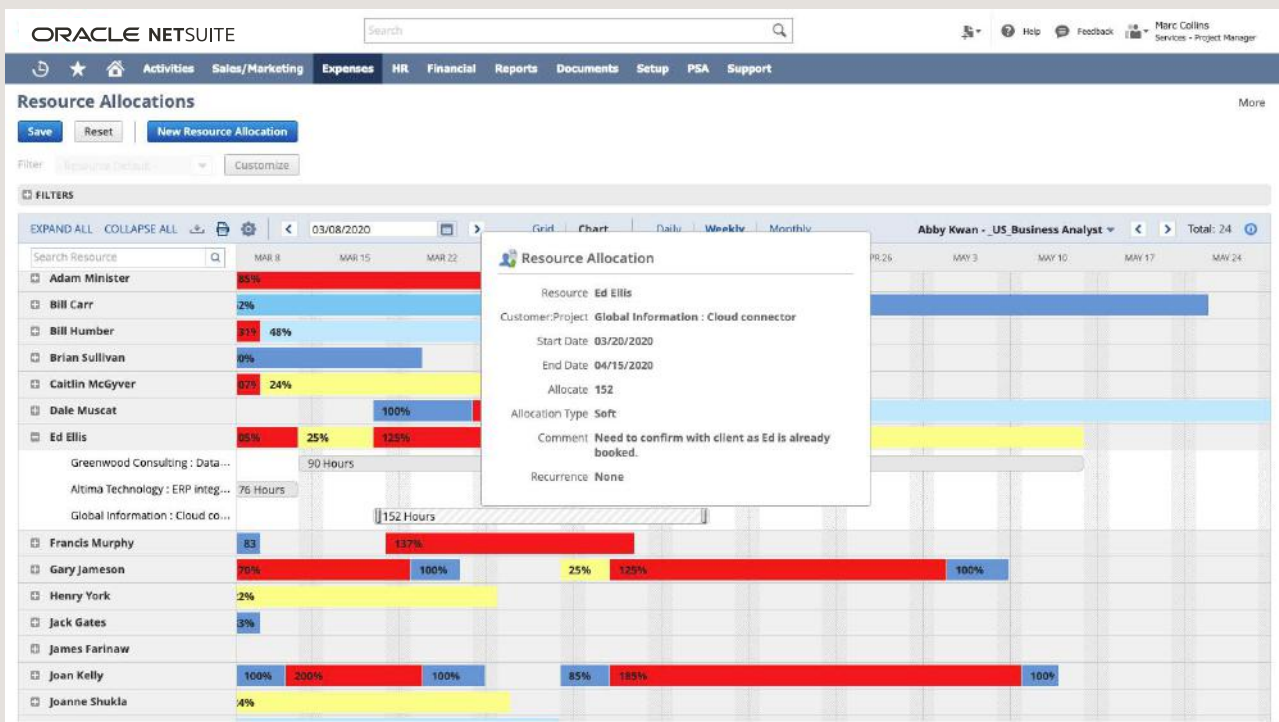 ORACLE NETSUITE
Search
Help
Feedback
Marc Collins
Services - Project Manager
Activities Sales/Marketing Expenses HR Financial Reports Documents Setup PSA Support
Resource Allocations
More
Save Reset New Resource Allocation
Filter Customize
FILTERS
EXPAND ALL COLLAPSE ALL 03/08/2020 Grid Chart Daily Weekly Monthly Abby Kwan - _US_Business Analyst Total: 24
Search Resource MAR 8 MAR 15 MAR 22 PR 26 MAY 3 MAY 10 MAY 17 MAY 24
Adam Minister 85%
Bill Carr 2%
Bill Humber 319 48%
Brian Sullivan 0%
Caitlin McGyver 24%
Dale Muscat 100%
Ed Ellis 05% 25% 125%
Greenwood Consulting : Data... 90 Hours
Altima Technology : ERP integ... 76 Hours
Global Information : Cloud co... 152 Hours
Francis Murphy 83 137%
Gary Jameson 70% 100% 25% 125% 100%
Henry York 2%
Jack Gates 3%
James Farinaw
Joan Kelly 100% 200% 100% 85% 185% 100%
Joanne Shukla 4%
Resource Allocation
Resource Ed Ellis
Customer:Project Global Information : Cloud connector
Start Date 03/20/2020
End Date 04/15/2020
Allocate 152
Allocation Type Soft
Comment Need to confirm with client as Ed is already
booked.
Recurrence None